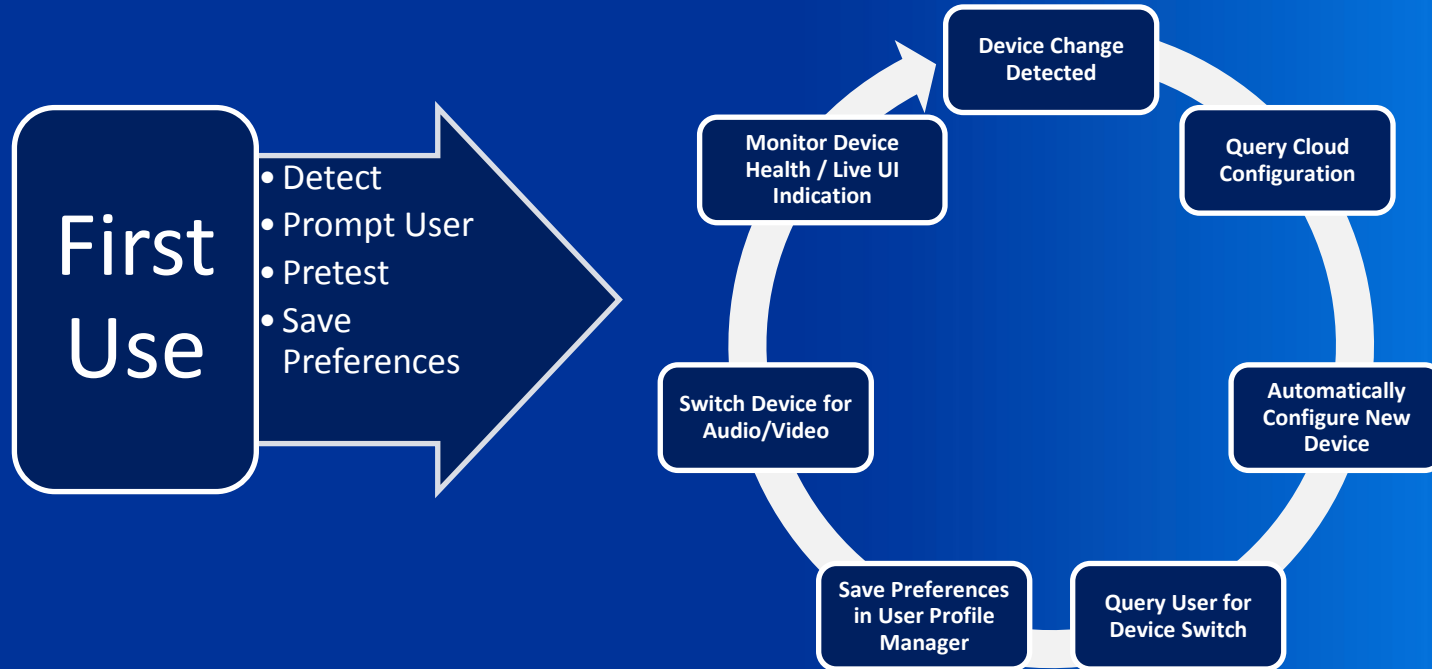 First
Use
• Detect
• Prompt User
• Pretest
• Save
Preferences
Device Change
Detected
Query Cloud
Configuration
Automatically
Configure New
Device
Query User for
Device Switch
Save Preferences
in User Profile
Manager
Switch Device for
Audio/Video
Monitor Device
Health / Live UI
Indication